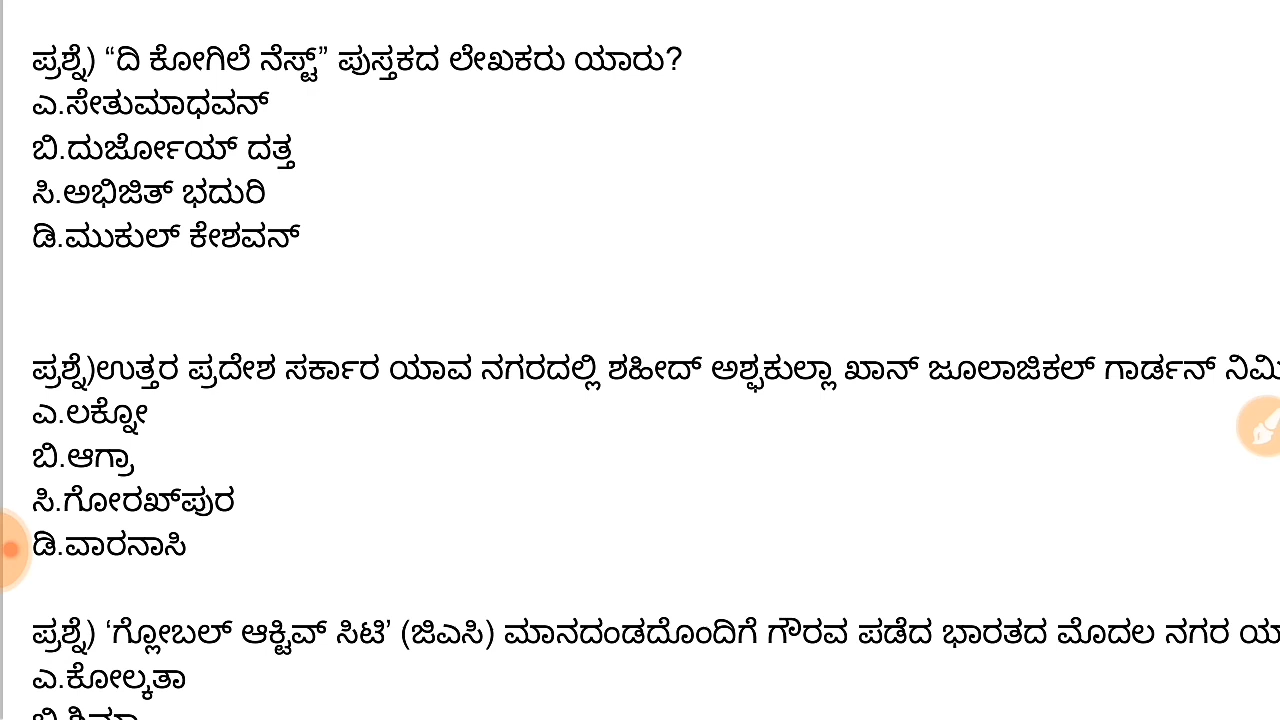 ಪ್ರಶ್ನೆ) “ದಿ ಕೋಗಿಲೆ ನೆಸ್ಟ್” ಪುಸ್ತಕದ ಲೇಖಕರು ಯಾರು?
ಎ.ಸೇತುಮಾಧವನ್
ಬಿ.ದುರ್ಜೋಯ್ ದತ್ತ
ಸಿ.ಅಭಿಜಿತ್ ಭದುರಿ
ಡಿ.ಮುಕುಲ್ ಕೇಶವನ್
ಪ್ರಶ್ನೆ)ಉತ್ತರ ಪ್ರದೇಶ ಸರ್ಕಾರ ಯಾವ ನಗರದಲ್ಲಿ ಶಹೀದ್ ಅಶ್ಫಕುಲ್ಲಾ ಖಾನ್ ಜೂಲಾಜಿಕಲ್ ಗಾರ್ಡನ್
ಎ.ಲಕ್ನೋ
ಬಿ.ಆಗ್ರಾ
ಸಿ.ಗೋರಖ್‌ಪುರ
ಡಿ.ವಾರನಾಸಿ
ಪ್ರಶ್ನೆ) ‘ಗ್ಲೋಬಲ್ ಆಕ್ಟಿವ್ ಸಿಟಿ’ (ಜಿಎಸಿ) ಮಾನದಂಡದೊಂದಿಗೆ ಗೌರವ ಪಡೆದ ಭಾರತದ ಮೊದಲ ನಗರ
ಎ.ಕೋಲ್ಕತಾ